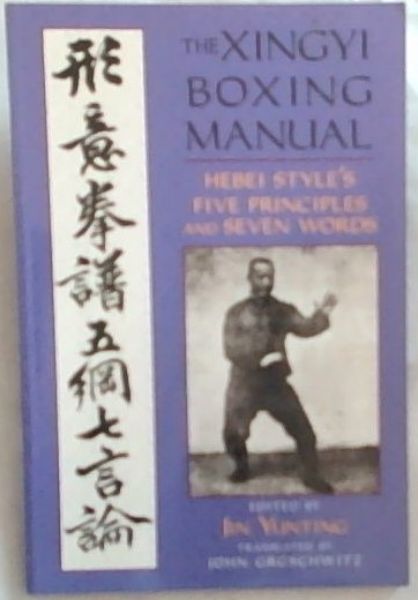 形意拳譜五綱七言論
THE XINGYI
BOXING
MANUAL
HEBEI STYLE'S
FIVE PRINCIPLES
AND SEVEN WORDS
EDITED BY
JIN YUNTING
TRANSLATED BY
JOHN GROSCHWITZ